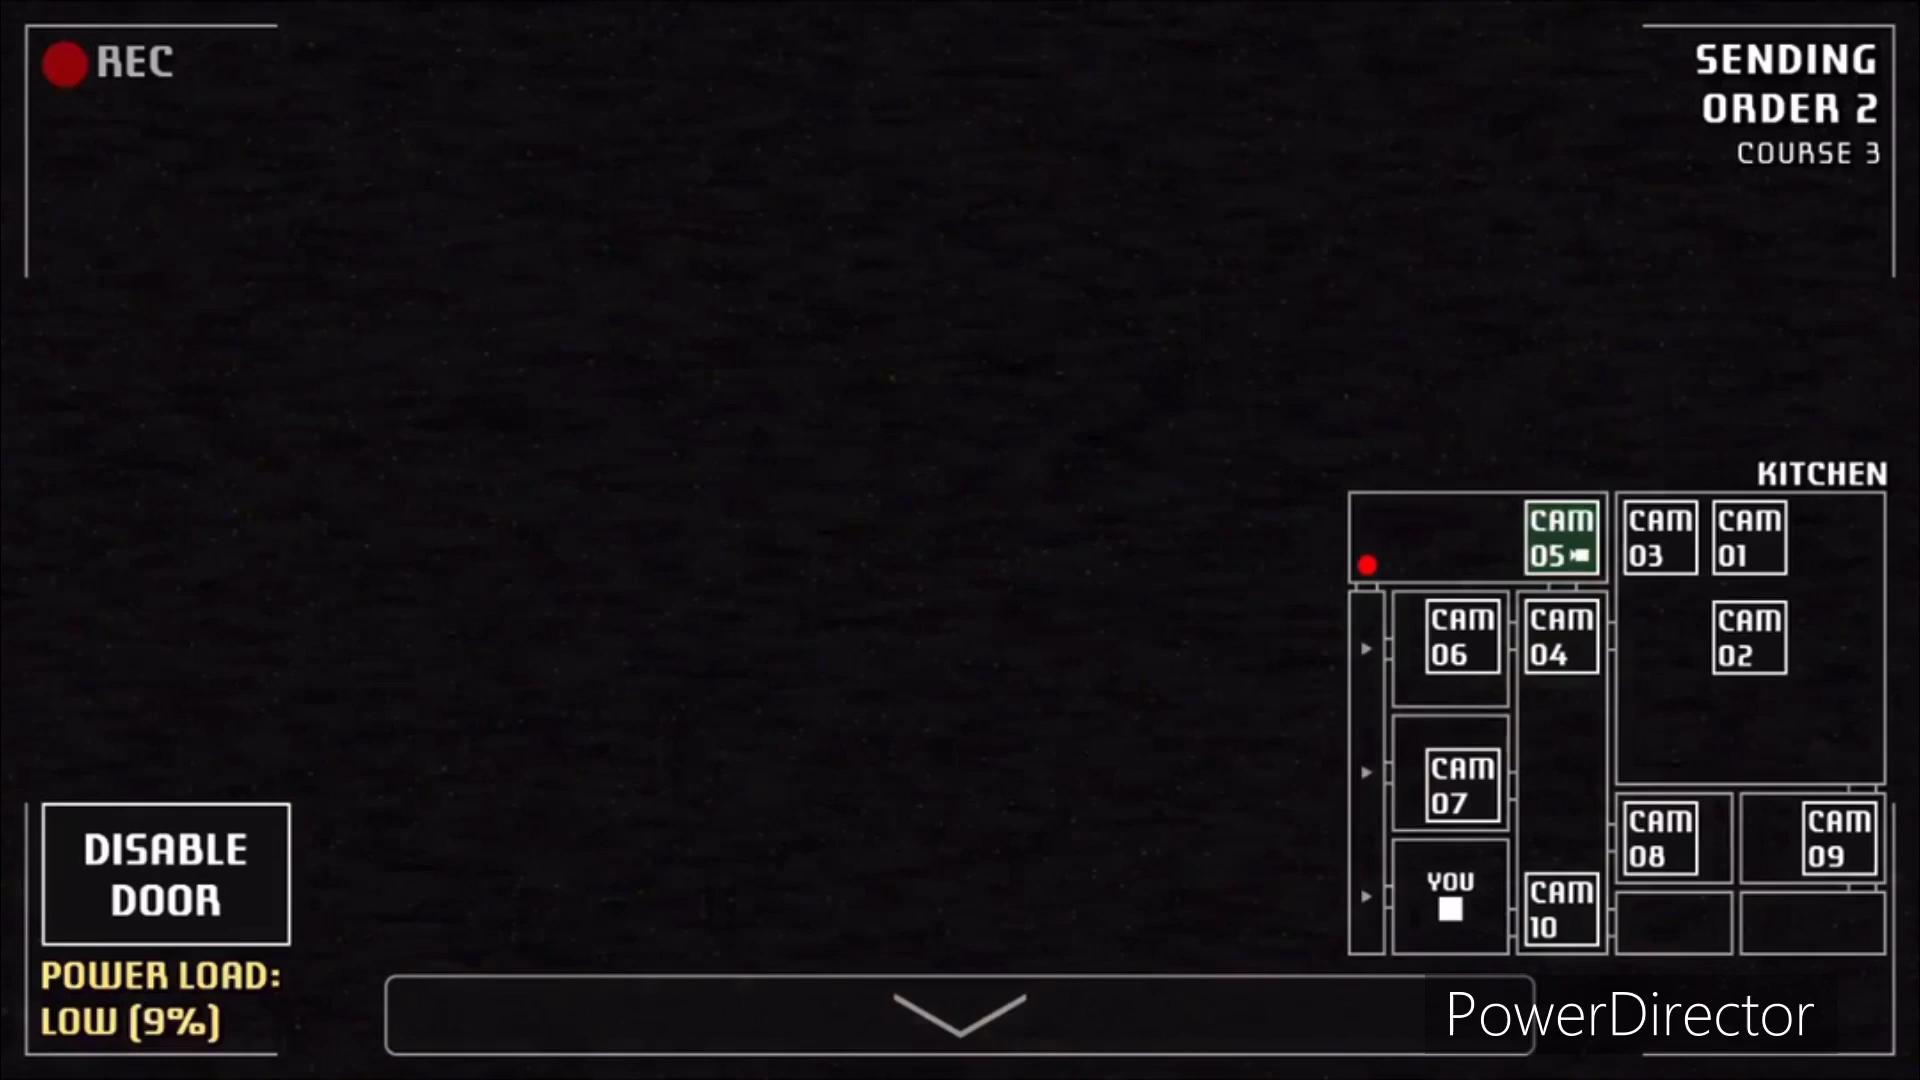 REC
SENDING
ORDER 2
COURSE 3
KITCHEN
CAM
05
CAM
03
CAM
01
CAM
06
CAM
04
CAM
02
CAM
07
CAM
08
CAM
09
YOU
CAM
10
DISABLE
DOOR
POWER LOAD:
LOW (9%)
PowerDirector